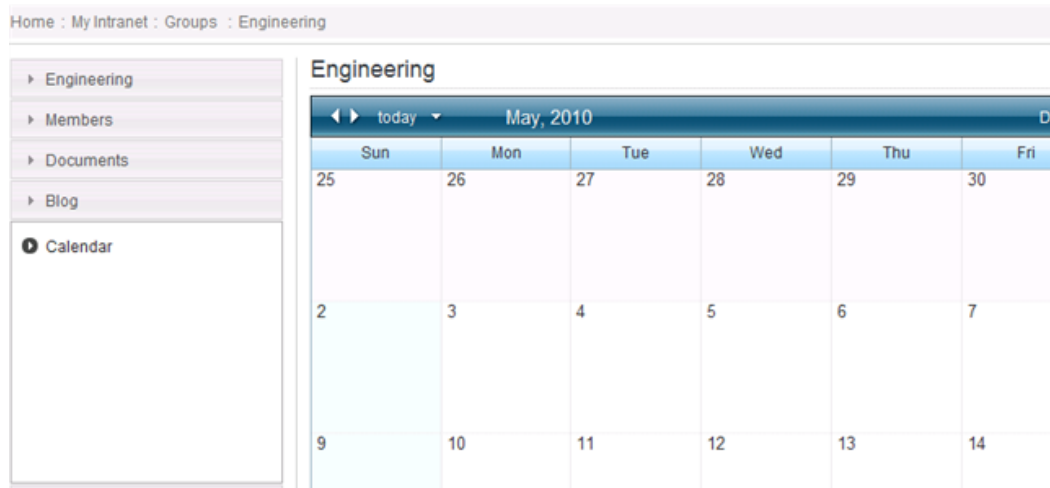 Home : My Intranet : Groups : Engineering
Engineering
Members
Documents
Blog
Calendar
Engineering
today May, 2010 D
Sun Mon Tue Wed Thu Fri
25 26 27 28 29 30
2 3 4 5 6 7
9 10 11 12 13 14